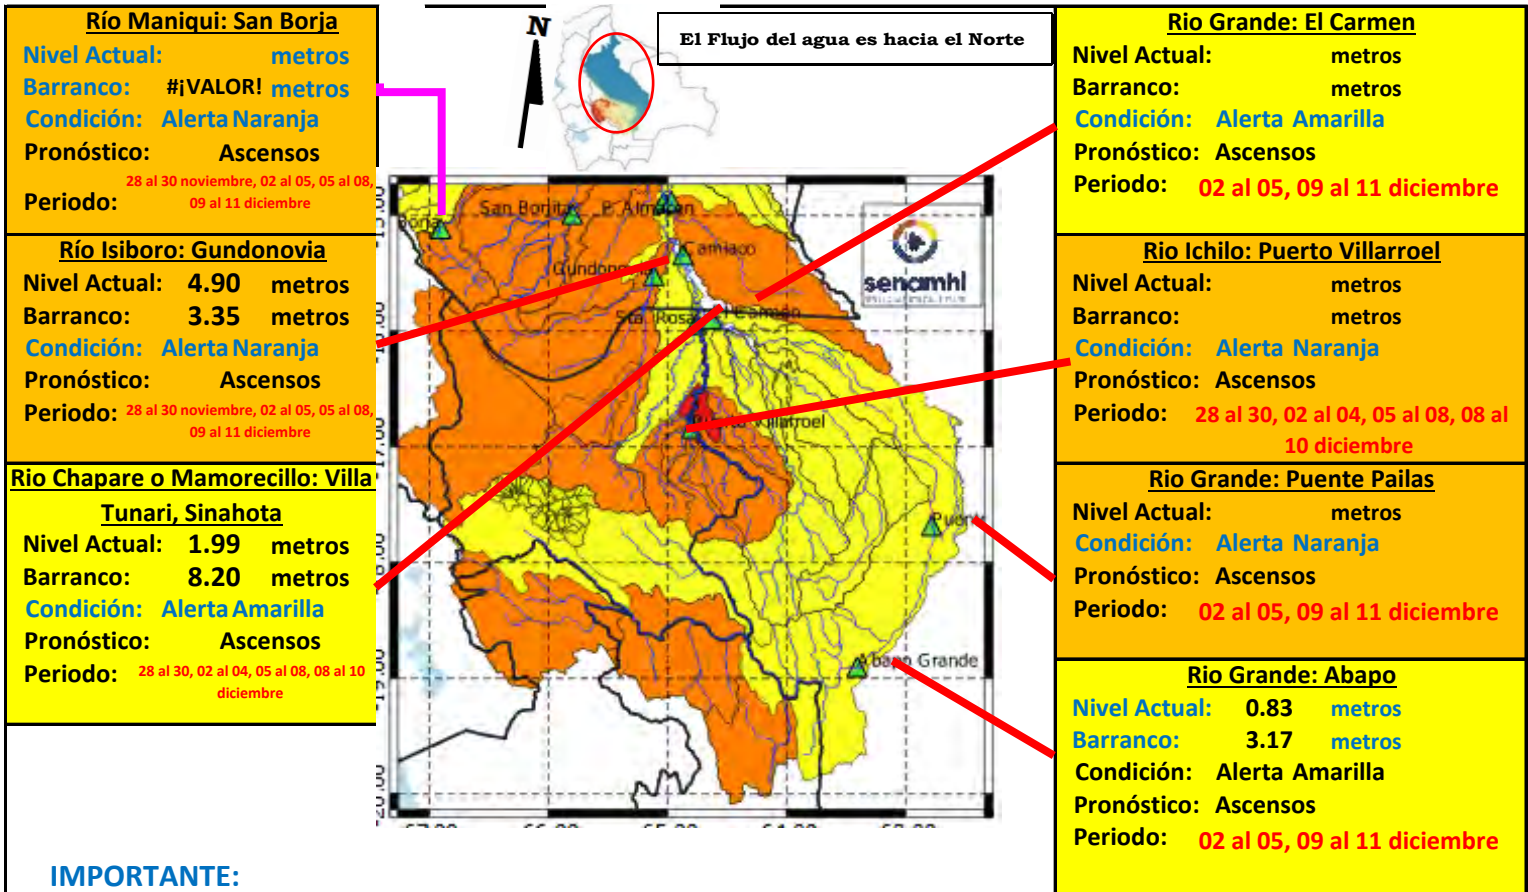 Río Maniqui: San Borja
Nivel Actual: metros
Barranco: #¡VALOR! metros
Condición: Alerta Naranja
Pronóstico: Ascensos
28 al 30 noviembre, 02 al 05, 05 al 08,
Periodo: 09 al 11 diciembre
Río Isiboro: Gundonovia
Nivel Actual: 4.90 metros
Barranco: 3.35 metros
Condición: Alerta Naranja
Pronóstico: Ascensos
Periodo: 28 al 30 noviembre, 02 al 05, 05 al 08,
09 al 11 diciembre
Rio Chapare o Mamorecillo: Villa
Tunari, Sinahota
Nivel Actual: 1.99 metros
Barranco: 8.20 metros
Condición: Alerta Amarilla
Pronóstico: Ascensos
Periodo: 28 al 30, 02 al 04, 05 al 08, 08 al 10
diciembre
IMPORTANTE:
N
El Flujo del agua es hacia el Norte
San Borjita
P. Almacen
Borja
Camiaco
Gundonovia
Sta. Rosa
El Carmen
Puerto Villarroel
Puente
Abapo Grande
senamhi
Rio Grande: El Carmen
Nivel Actual: metros
Barranco: metros
Condición: Alerta Amarilla
Pronóstico: Ascensos
Periodo: 02 al 05, 09 al 11 diciembre
Rio Ichilo: Puerto Villarroel
Nivel Actual: metros
Barranco: metros
Condición: Alerta Naranja
Pronóstico: Ascensos
Periodo: 28 al 30, 02 al 04, 05 al 08, 08 al
10 diciembre
Rio Grande: Puente Pailas
Nivel Actual: metros
Condición: Alerta Naranja
Pronóstico: Ascensos
Periodo: 02 al 05, 09 al 11 diciembre
Rio Grande: Abapo
Nivel Actual: 0.83 metros
Barranco: 3.17 metros
Condición: Alerta Amarilla
Pronóstico: Ascensos
Periodo: 02 al 05, 09 al 11 diciembre